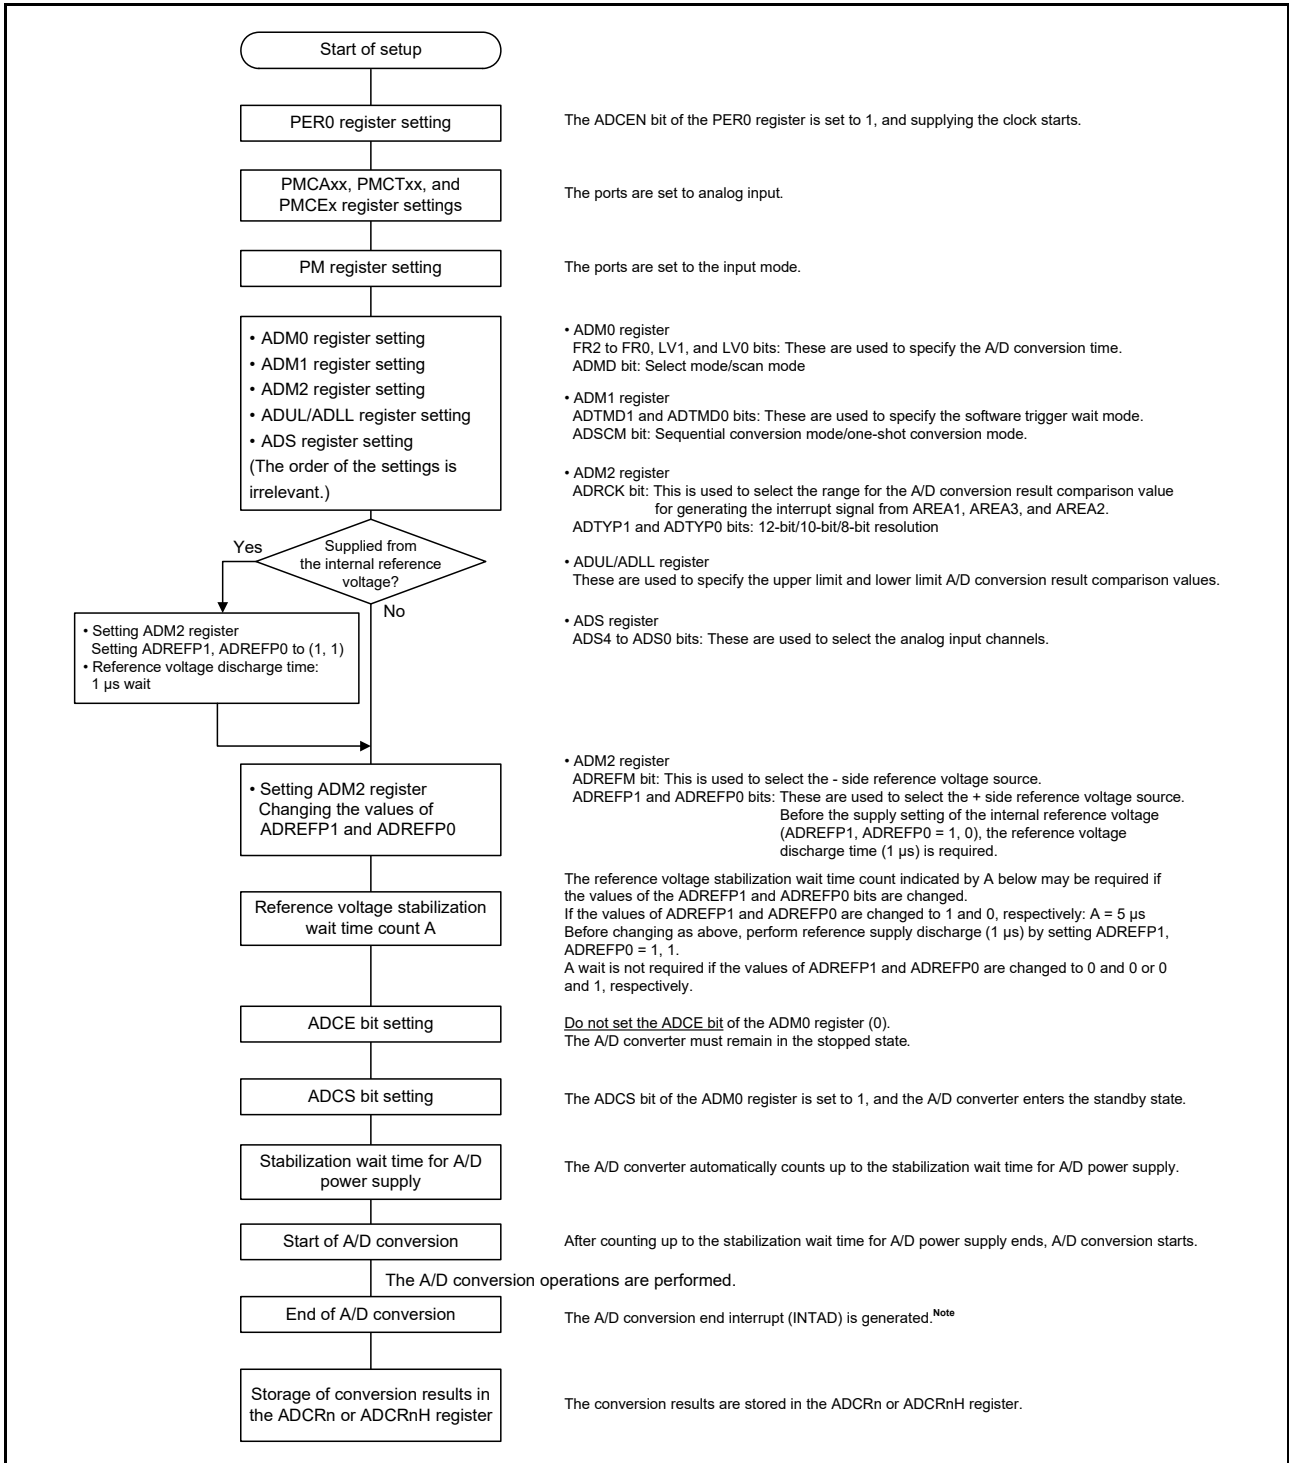 Start of setup
PER0 register setting
The ADCEN bit of the PER0 register is set to 1, and supplying the clock starts.
PMCAxx, PMCTxx, and
PMCEx register settings
The ports are set to analog input.
PM register setting
The ports are set to the input mode.
• ADM0 register setting
• ADM1 register setting
• ADM2 register setting
• ADUL/ADLL register setting
• ADS register setting
(The order of the settings is
irrelevant.)
• ADM0 register
FR2 to FR0, LV1, and LV0 bits: These are used to specify the A/D conversion time.
ADMD bit: Select mode/scan mode
• ADM1 register
ADTMD1 and ADTMD0 bits: These are used to specify the software trigger wait mode.
ADSCM bit: Sequential conversion mode/one-shot conversion mode.
• ADM2 register
ADRCK bit: This is used to select the range for the A/D conversion result comparison value
for generating the interrupt signal from AREA1, AREA3, and AREA2.
ADTYP1 and ADTYP0 bits: 12-bit/10-bit/8-bit resolution
• ADUL/ADLL register
These are used to specify the upper limit and lower limit A/D conversion result comparison values.
• ADS register
ADS4 to ADS0 bits: These are used to select the analog input channels.
Supplied from
the internal reference
voltage?
Yes
No
• Setting ADM2 register
Setting ADREFP1, ADREFP0 to (1, 1)
• Reference voltage discharge time:
1 µs wait
• Setting ADM2 register
Changing the values of
ADREFP1 and ADREFP0
• ADM2 register
ADREFM bit: This is used to select the - side reference voltage source.
ADREFP1 and ADREFP0 bits: These are used to select the + side reference voltage source.
Before the supply setting of the internal reference voltage
(ADREFP1, ADREFP0 = 1, 0), the reference voltage
discharge time (1 µs) is required.
Reference voltage stabilization
wait time count A
The reference voltage stabilization wait time count indicated by A below may be required if
the values of the ADREFP1 and ADREFP0 bits are changed.
If the values of ADREFP1 and ADREFP0 are changed to 1 and 0, respectively: A = 5 µs
Before changing as above, perform reference supply discharge (1 µs) by setting ADREFP1,
ADREFP0 = 1, 1.
A wait is not required if the values of ADREFP1 and ADREFP0 are changed to 0 and 0 or 0
and 1, respectively.
ADCE bit setting
Do not set the ADCE bit of the ADM0 register (0).
The A/D converter must remain in the stopped state.
ADCS bit setting
The ADCS bit of the ADM0 register is set to 1, and the A/D converter enters the standby state.
Stabilization wait time for A/D
power supply
The A/D converter automatically counts up to the stabilization wait time for A/D power supply.
Start of A/D conversion
After counting up to the stabilization wait time for A/D power supply ends, A/D conversion starts.
The A/D conversion operations are performed.
End of A/D conversion
The A/D conversion end interrupt (INTAD) is generated.Note
Storage of conversion results in
the ADCRn or ADCRnH register
The conversion results are stored in the ADCRn or ADCRnH register.